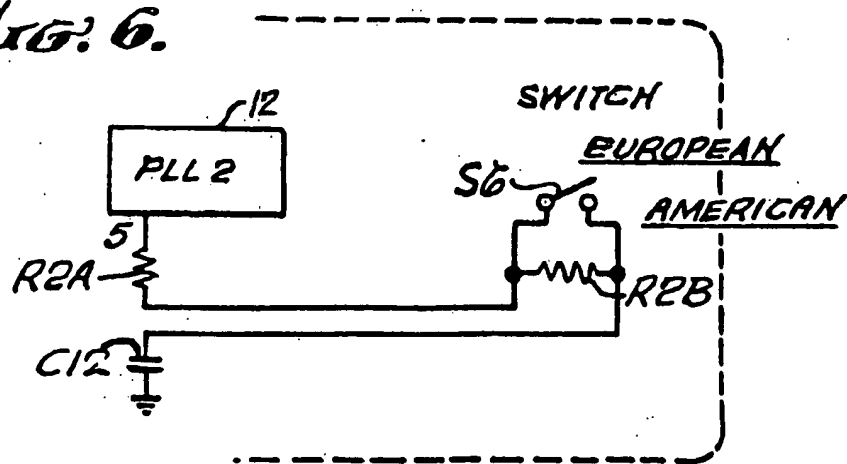 FIG. 6.
12
SWITCH
PLL 2
EUROPEAN
S6
AMERICAN
5
R2A
R2B
C12